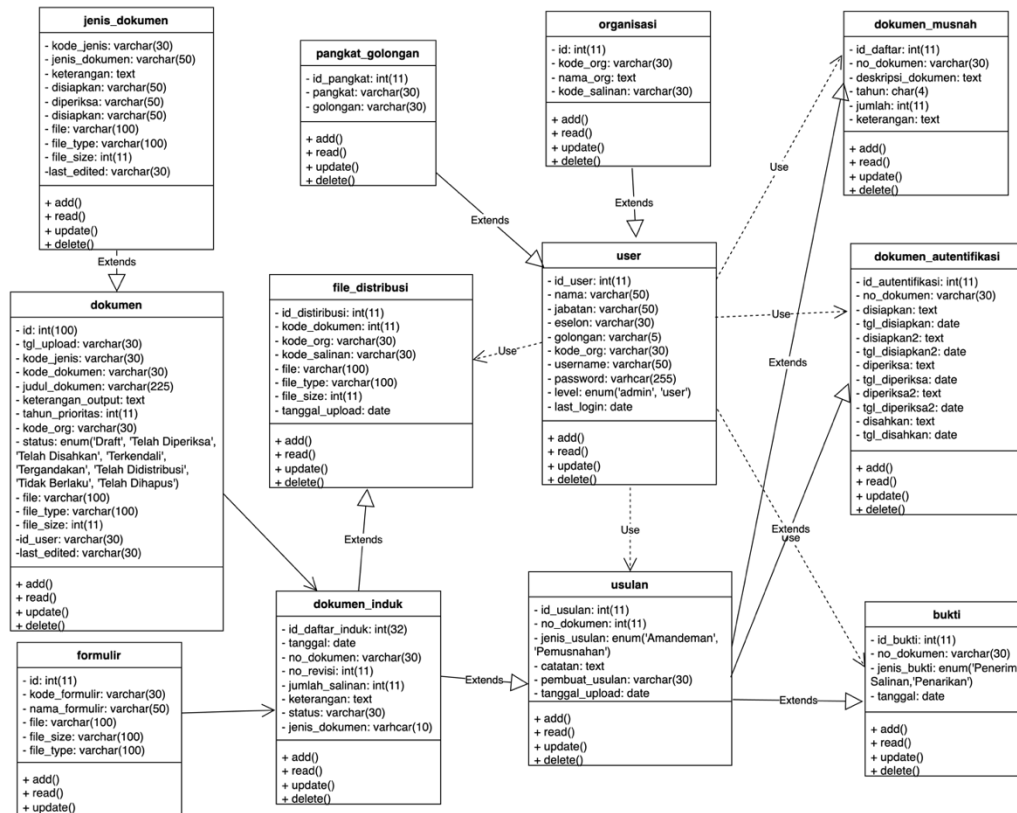 jenis_dokumen
- kode_jenis: varchar(30)
- jenis_dokumen: varchar(50)
- keterangan: text
- disiapkan: varchar(50)
- diperiksa: varchar(50)
- disiapkan: varchar(50)
- file: varchar(100)
- file_type: varchar(100)
- file_size: int(11)
-last_edited: varchar(30)
+ add()
+ read()
+ update()
+ delete()
Extends
pangkat_golongan
- id_pangkat: int(11)
- pangkat: varchar(30)
- golongan: varchar(30)
+ add()
+ read()
+ update()
+ delete()
Extends
organisasi
- id: int(11)
- kode_org: varchar(30)
- nama_org: text
- kode_salinan: varchar(30)
+ add()
+ read()
+ update()
+ delete()
Extends
dokumen_musnah
- id_daftar: int(11)
- no_dokumen: varchar(30)
- deskripsi_dokumen: text
- tahun: char(4)
- jumlah: int(11)
- keterangan: text
+ add()
+ read()
+ update()
+ delete()
Use
dokumen
- id: int(100)
- tgl_upload: varchar(30)
- kode_jenis: varchar(30)
- kode_dokumen: varchar(30)
- judul_dokumen: varchar(225)
- keterangan_output: text
- tahun_prioritas: int(11)
- kode_org: varchar(30)
- status: enum('Draft', 'Telah Diperiksa',
'Telah Disahkan', 'Terkendali',
'Tergandakan', 'Telah Didistribusi',
'Tidak Berlaku', 'Telah Dihapus')
- file: varchar(100)
- file_type: varchar(100)
- file_size: int(11)
-id_user: varchar(30)
-last_edited: varchar(30)
+ add()
+ read()
+ update()
+ delete()
file_distribusi
- id_distiribusi: int(11)
- kode_dokumen: int(11)
- kode_org: varchar(30)
- kode_salinan: varchar(30)
- file: varchar(100)
- file_type: varchar(100)
- file_size: int(11)
- tanggal_upload: date
+ add()
+ read()
+ update()
+ delete()
Use
Extends
user
- id_user: int(11)
- nama: varchar(50)
- jabatan: varchar(50)
- eselon: varchar(30)
- golongan: varchar(5)
- kode_org: varchar(30)
- username: varchar(50)
- password: varhcar(255)
- level: enum('admin', 'user')
- last_login: date
+ add()
+ read()
+ update()
+ delete()
Use
Use
Extends
Extends
use
dokumen_autentifikasi
- id_autentifikasi: int(11)
- no_dokumen: varchar(30)
- disiapkan: text
- tgl_disiapkan: date
- disiapkan2: text
- tgl_disiapkan2: date
- diperiksa: text
- tgl_diperiksa: date
- diperiksa2: text
- tgl_diperiksa2: date
- disahkan: text
- tgl_disahkan: date
+ add()
+ read()
+ update()
+ delete()
formulir
- id: int(11)
- kode_formulir: varchar(30)
- nama_formulir: varchar(50)
- file: varchar(100)
- file_size: varchar(100)
- file_type: varchar(100)
+ add()
+ read()
+ update()
dokumen_induk
- id_daftar_induk: int(32)
- tanggal: date
- no_dokumen: varchar(30)
- no_revisi: int(11)
- jumlah_salinan: int(11)
- keterangan: text
- status: varchar(30)
- jenis_dokumen: varhcar(10)
+ add()
+ read()
+ update()
+ delete()
Extends
usulan
- id_usulan: int(11)
- no_dokumen: int(11)
- jenis_usulan: enum('Amandeman',
'Pemusnahan')
- catatan: text
- pembuat_usulan: varchar(30)
- tanggal_upload: date
+ add()
+ read()
+ update()
+ delete()
Extends
bukti
- id_bukti: int(11)
- no_dokumen: varchar(30)
- jenis_bukti: enum('Penerim
Salinan,'Penarikan')
- tanggal: date
+ add()
+ read()
+ update()
+ delete()